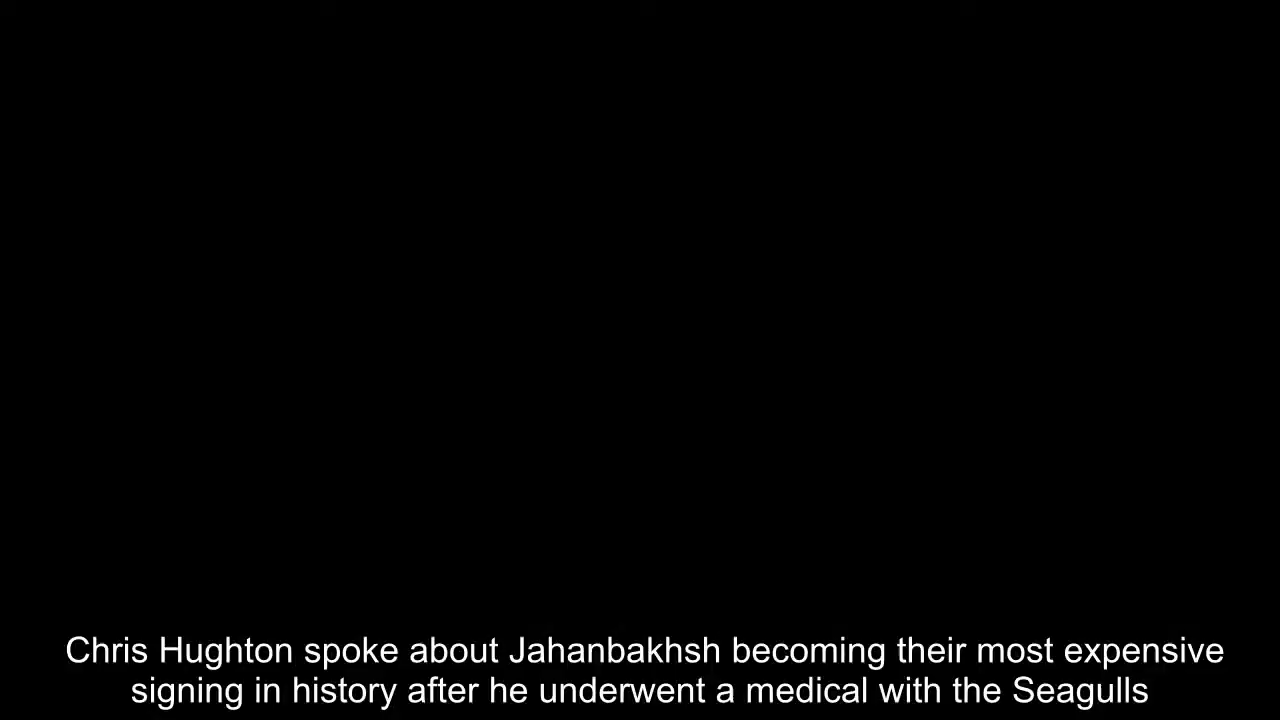 Chris Hughton spoke about Jahanbakhsh becoming their most expensive
signing in history after he underwent a medical with the Seagulls